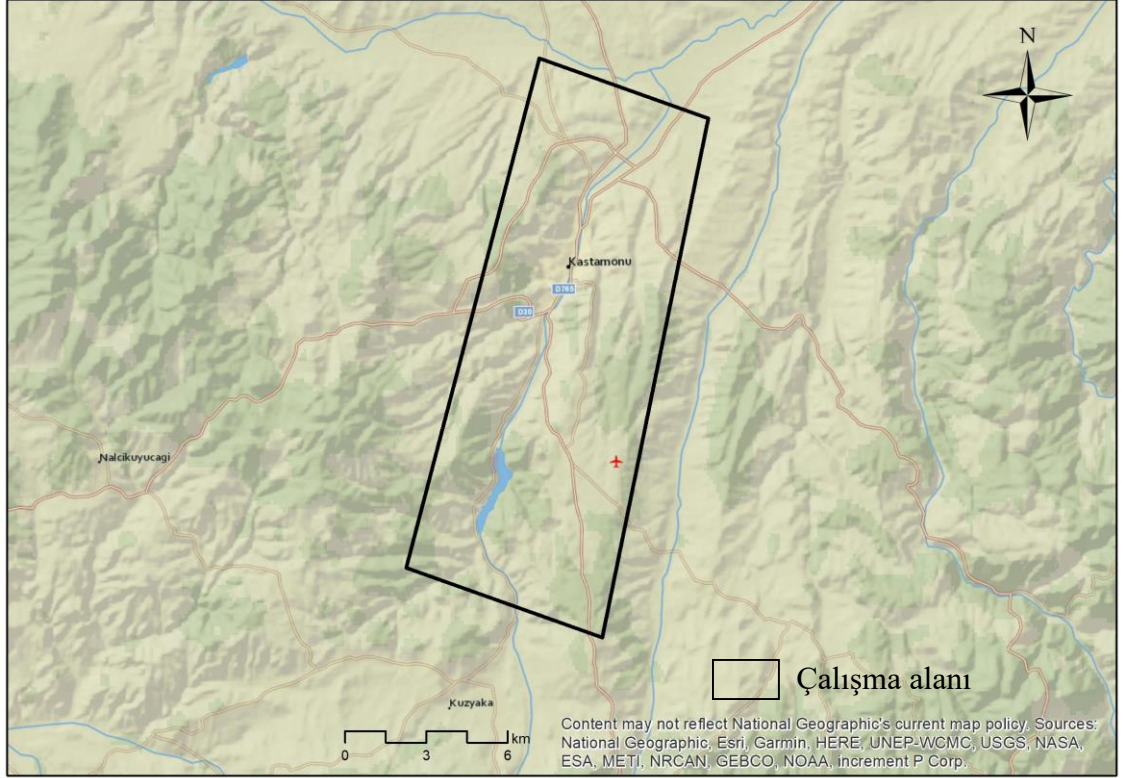 N
Kastamonu
D765
D30
Nalcikuyucagi
Çalışma alanı
Kuzyaka
km
0 3 6
Content may not reflect National Geographic's current map policy. Sources:
National Geographic, Esri, Garmin, HERE, UNEP-WCMC, USGS, NASA,
ESA, METI, NRCAN, GEBCO, NOAA, increment P Corp.